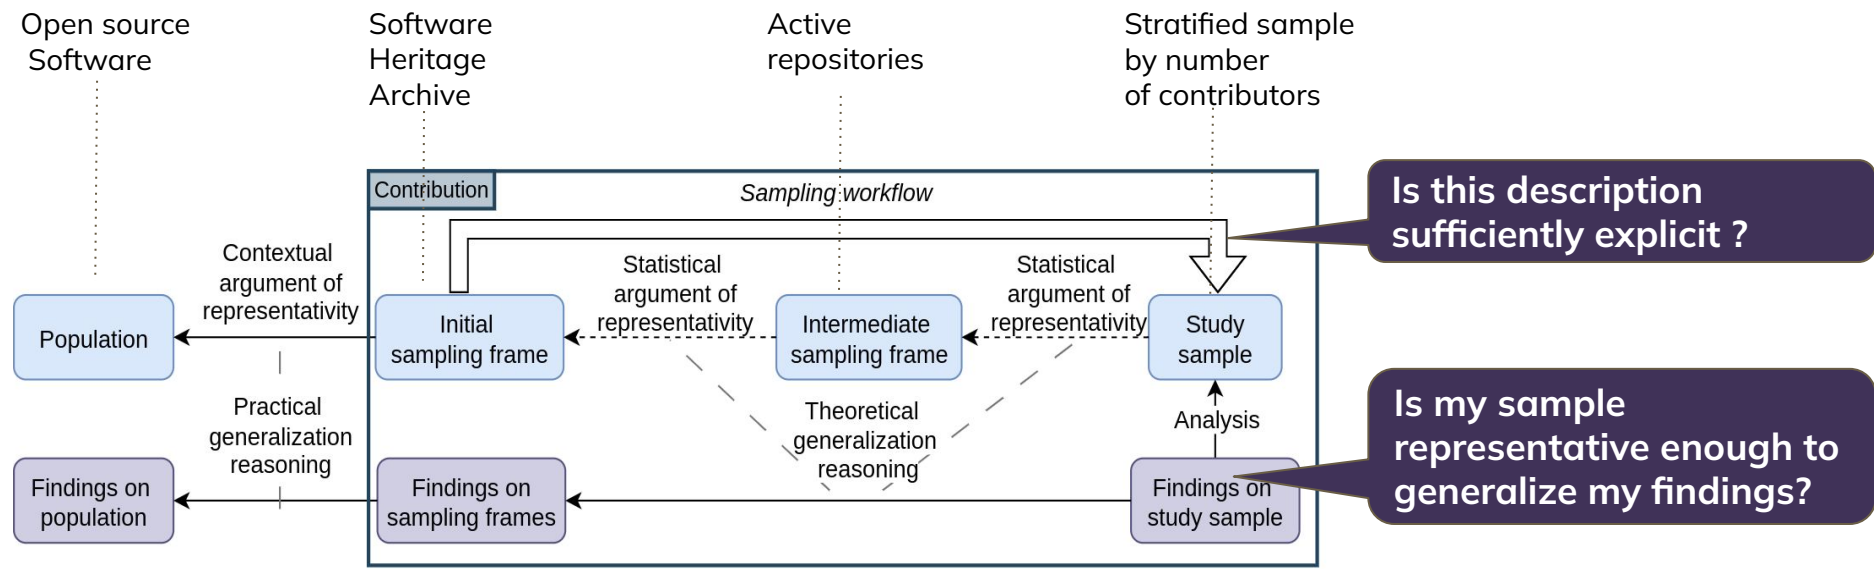 Open source
Software
Software
Heritage
Archive
Active
repositories
Stratified sample
by number
of contributors
Contribution
Sampling workflow
Is this description
sufficiently explicit ?
Contextual
argument of
representativity
Statistical
argument of
representativity
Statistical
argument of
representativity
Population
Initial
sampling frame
Intermediate
sampling frame
Study
sample
Practical
generalization
reasoning
Theoretical
generalization
reasoning
Analysis
Is my sample
representative enough to
generalize my findings?
Findings on
population
Findings on
sampling frames
Findings on
study sample